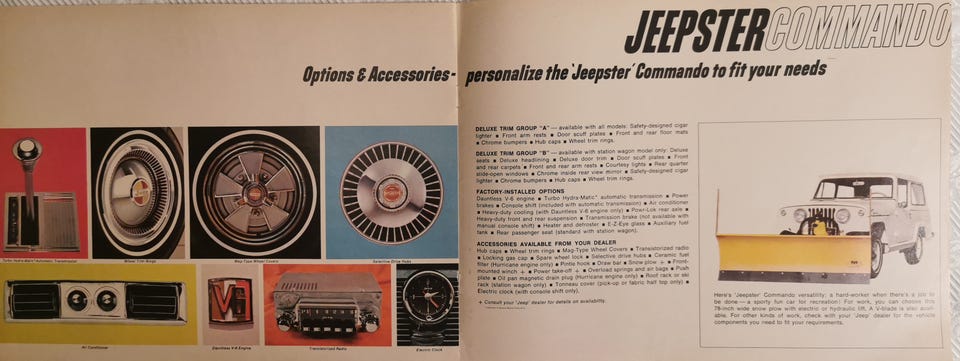 JEEPSTER COMMANDO
Options & Accessories- personalize the 'Jeepster' Commando to fit your needs
Turbo Hydra-Matic* Automatic Transmission
Wheel Trim Rings
Mag-Type Wheel Covers
Selective Drive Hubs
Air Conditioner
Dauntless V-6 Engine
Transistorized Radio
Electric Clock
DELUXE TRIM GROUP "A" — available with all models: Safety-designed cigar
lighter ▪ Front arm rests ▪ Door scuff plates ▪ Front and rear floor mats
▪ Chrome bumpers ▪ Hub caps ▪ Wheel trim rings.
DELUXE TRIM GROUP "B" — available with station wagon model only: Deluxe
seats ▪ Deluxe headlining ▪ Deluxe door trim ▪ Door scuff plates ▪ Front
and rear carpets ▪ Front and rear arm rests ▪ Courtesy lights ▪ Rear quarter
slide-open windows ▪ Chrome inside rear view mirror ▪ Safety-designed cigar
lighter ▪ Chrome bumpers ▪ Hub caps ▪ Wheel trim rings.
FACTORY-INSTALLED OPTIONS
Dauntless V-6 engine ▪ Turbo Hydra-Matic* automatic transmission ▪ Power
brakes ▪ Console shift (included with automatic transmission) ▪ Air conditioner
▪ Heavy-duty cooling (with Dauntless V-6 engine only) ▪ Powr-Lok rear axle ▪
Heavy-duty front and rear suspension ▪ Transmission brake (not available with
manual console shift) ▪ Heater and defroster ▪ E-Z-Eye glass ▪ Auxiliary fuel
tank ▪ Rear passenger seat (standard with station wagon).
ACCESSORIES AVAILABLE FROM YOUR DEALER
Hub caps ▪ Wheel trim rings ▪ Mag-Type Wheel Covers ▪ Transistorized radio
▪ Locking gas cap ▪ Spare wheel lock ▪ Selective drive hubs ▪ Ceramic fuel
filter (Hurricane engine only) ▪ Pintle hook ▪ Draw bar ▪ Snow plow + ▪ Front-
mounted winch + ▪ Power take-off + ▪ Overload springs and air bags ▪ Push
plate ▪ Oil pan magnetic drain plug (Hurricane engine only) ▪ Roof rack or ski
rack (station wagon only) ▪ Tonneau cover (pick-up or fabric half top only) ▪
Electric clock (with console shift only).
+ Consult your 'Jeep' dealer for details on availability.
Here's 'Jeepster' Commando versatility: a hard-worker when there's a job to
be done — a sporty fun car for recreation! For work, you can choose this
78-inch wide snow plow with electric or hydraulic lift. A V-blade is also avail-
able. For other kinds of work, check with your 'Jeep' dealer for the vehicle
components you need to fit your requirements.